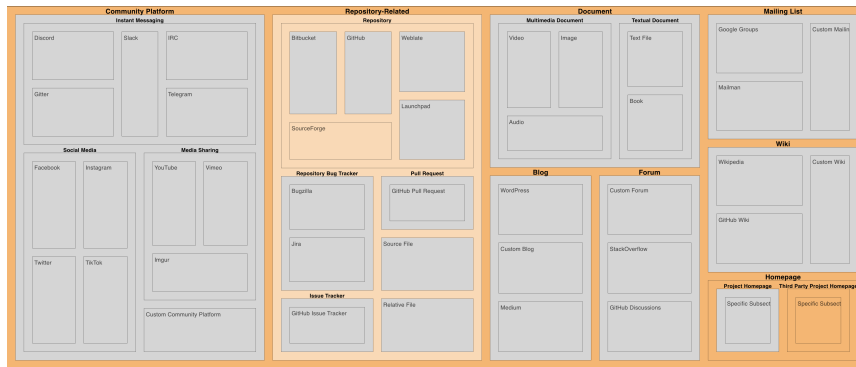 Community Platform
Instant Messaging
Discord
Slack
IRC
Gitter
Telegram
Social Media
Facebook
Instagram
Twitter
TikTok
Media Sharing
YouTube
Vimeo
Imgur
Custom Community Platform
Repository-Related
Repository
Bitbucket
GitHub
Weblate
Launchpad
SourceForge
Repository Bug Tracker
Bugzilla
Jira
Pull Request
GitHub Pull Request
Source File
Issue Tracker
GitHub Issue Tracker
Relative File
Document
Multimedia Document
Video
Image
Audio
Textual Document
Text File
Book
Blog
WordPress
Custom Blog
Medium
Forum
Custom Forum
StackOverflow
GitHub Discussions
Mailing List
Google Groups
Custom Mailin
Mailman
Wiki
Wikipedia
Custom Wiki
GitHub Wiki
Homepage
Project Homepage
Specific Subsect
Third Party Project Homepage
Specific Subsect